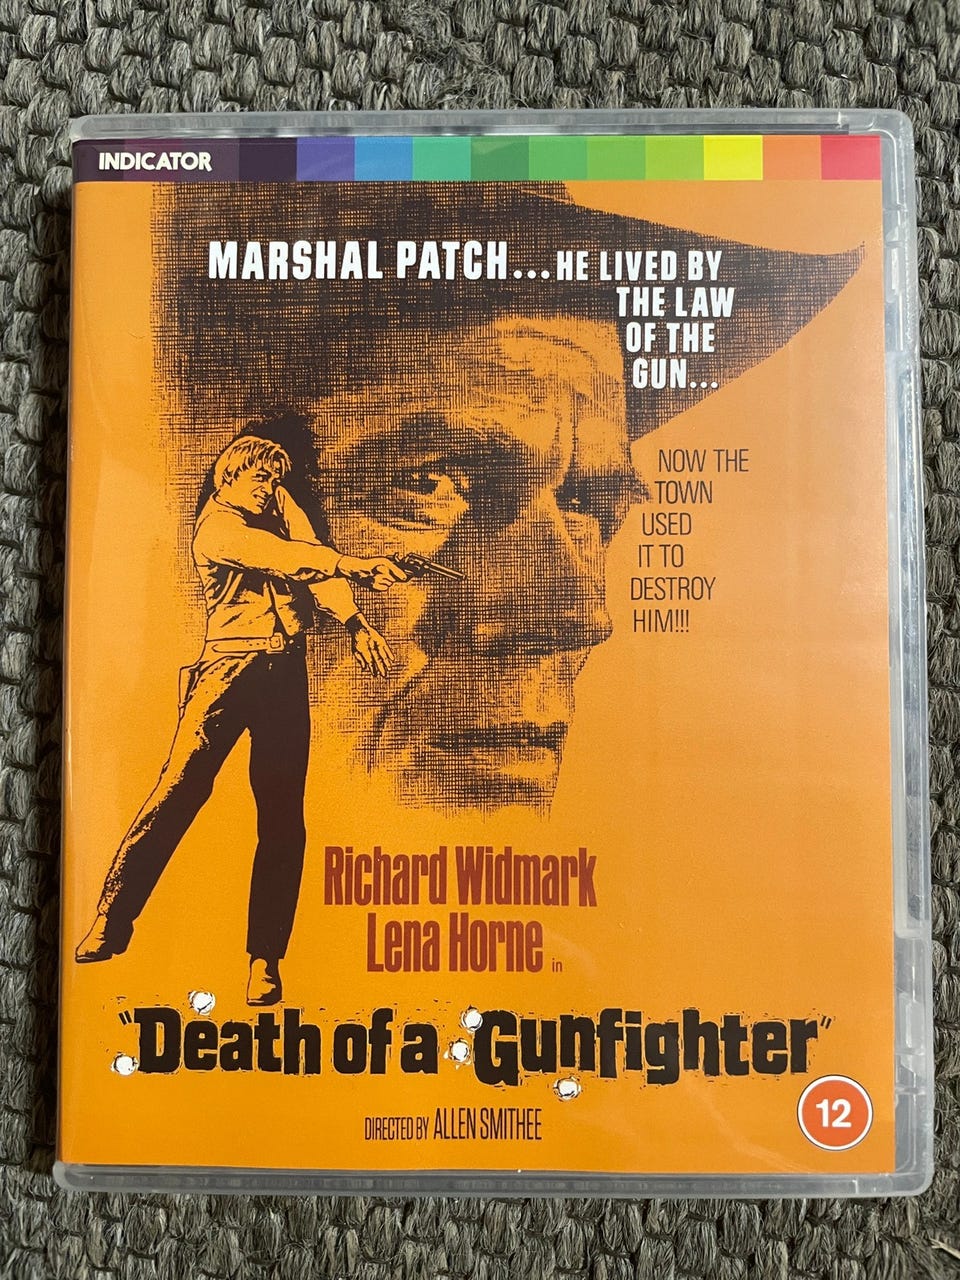 INDICATOR
MARSHAL PATCH...HE LIVED BY
THE LAW
OF THE
GUN...
NOW THE
TOWN
USED
IT TO
DESTROY
HIM!!!
Richard Widmark
Lena Horne in
"Death of a Gunfighter"
DIRECTED BY ALLEN SMITHEE
12